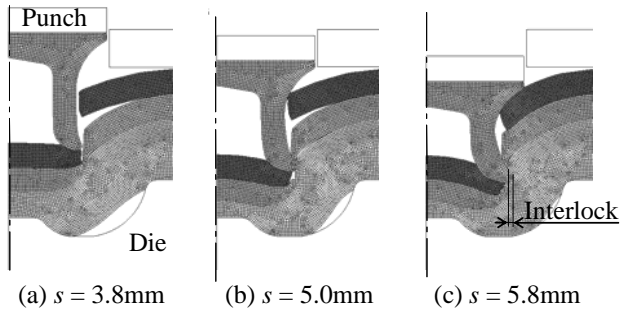 Punch
Die
Interlock
(a) s = 3.8mm
(b) s = 5.0mm
(c) s = 5.8mm